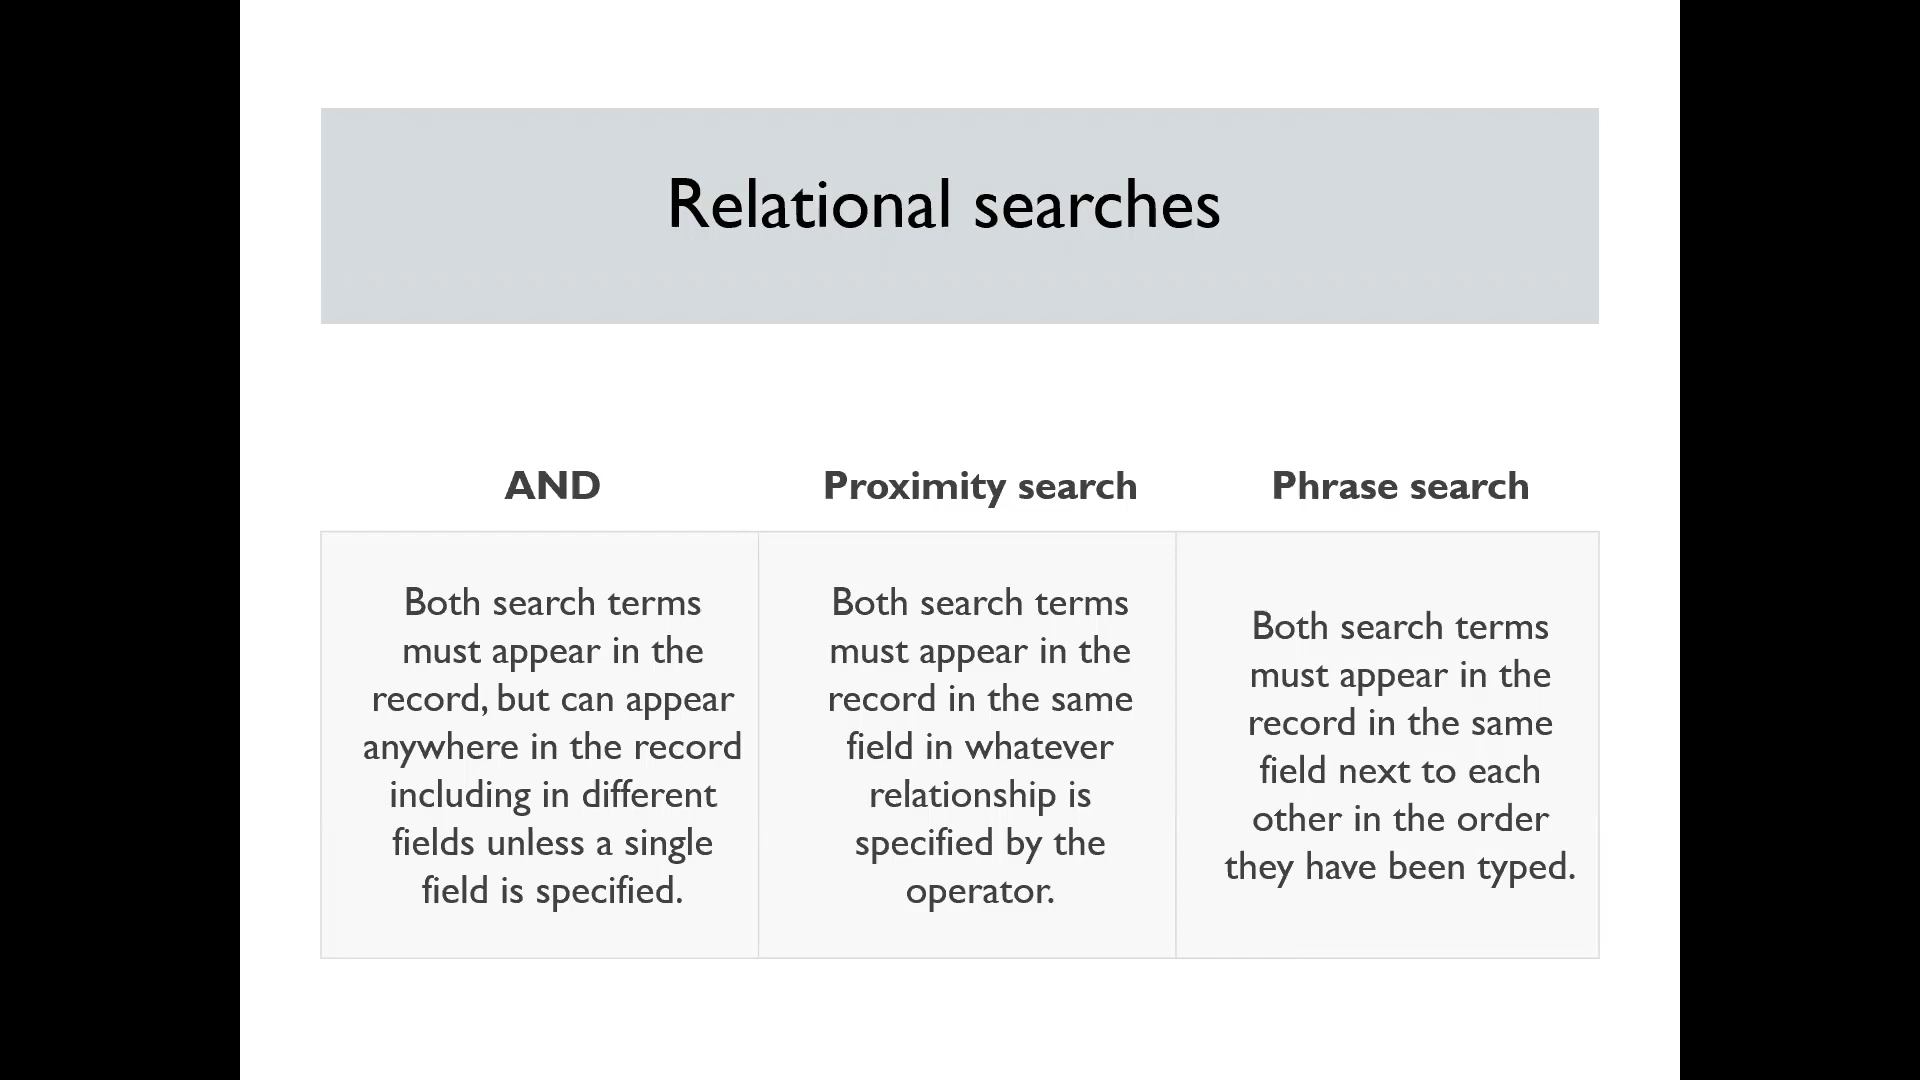 Relational searches
AND
Proximity search
Phrase search
Both search terms
must appear in the
record, but can appear
anywhere in the record
including in different
fields unless a single
field is specified.
Both search terms
must appear in the
record in the same
field in whatever
relationship is
specified by the
operator.
Both search terms
must appear in the
record in the same
field next to each
other in the order
they have been typed.